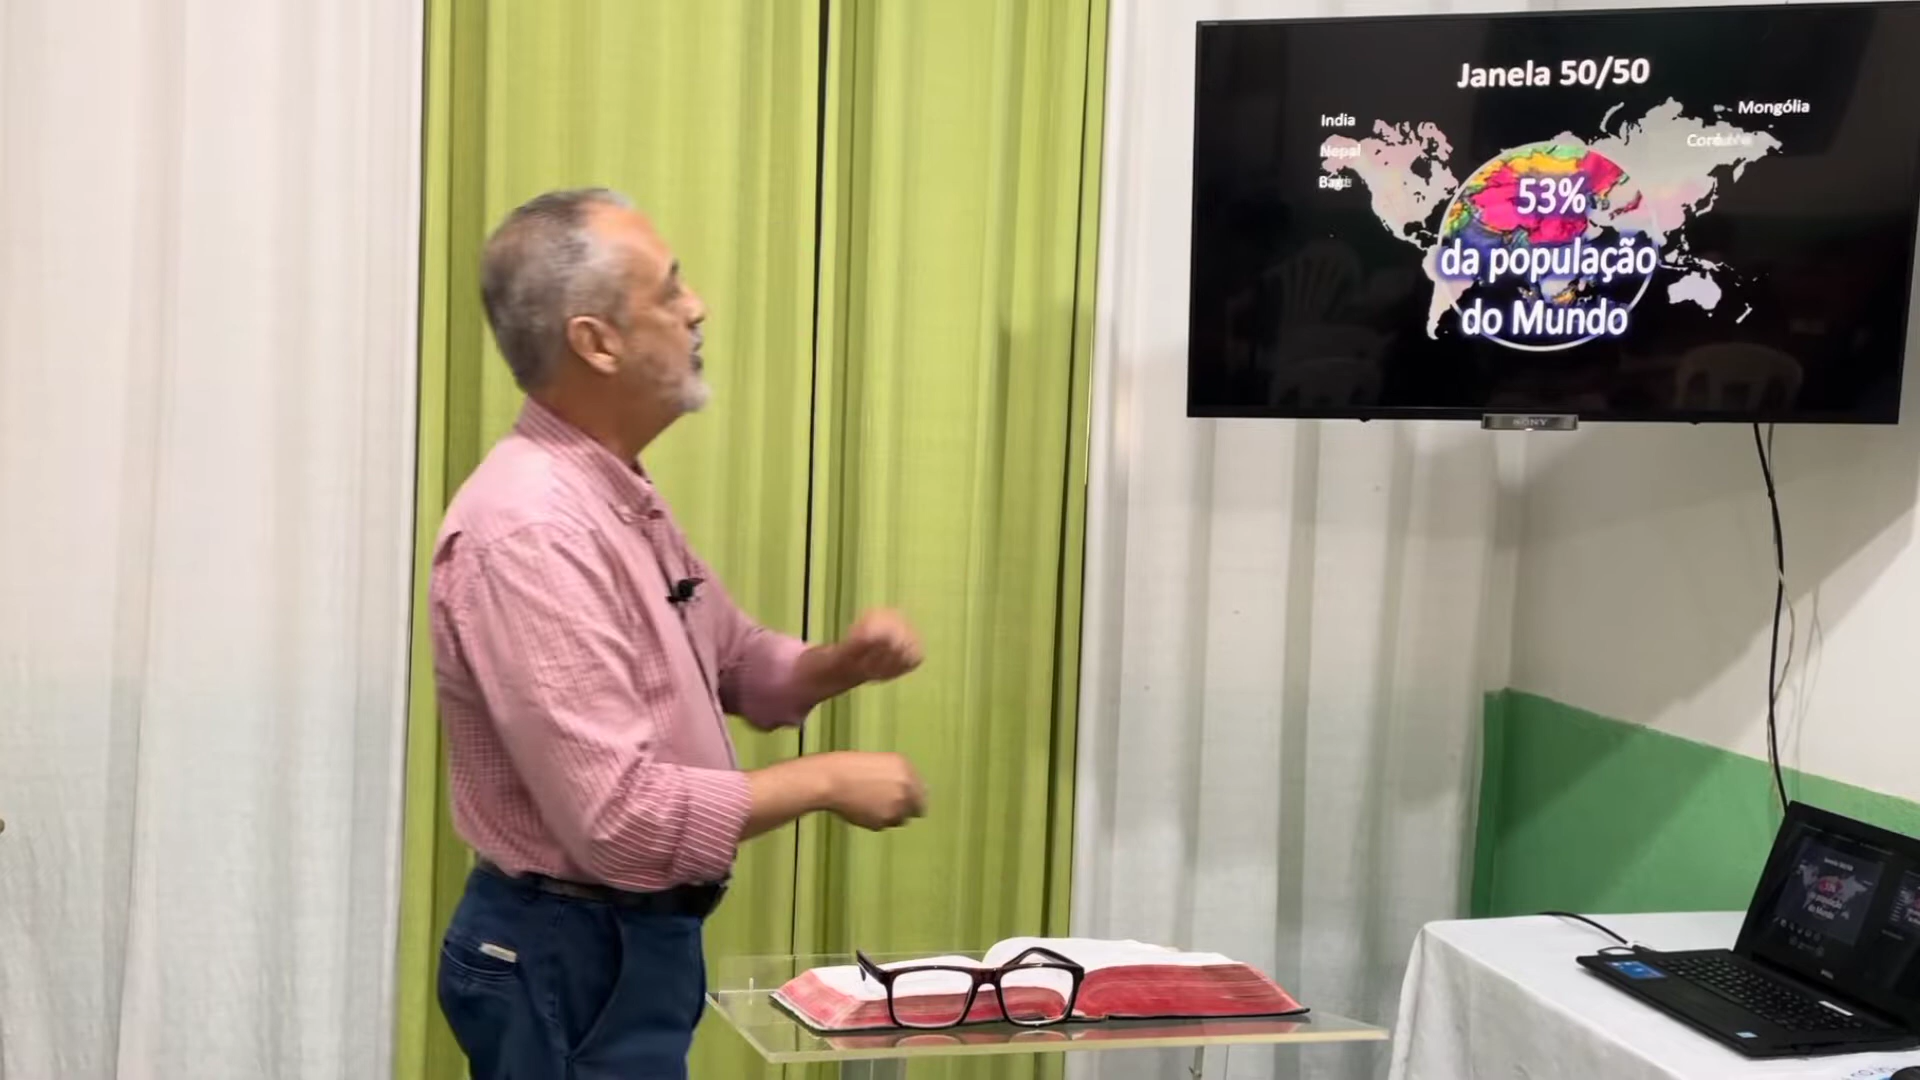 Janela 50/50
India
Nepal
Mongólia
53%
da população
do Mundo
SONY